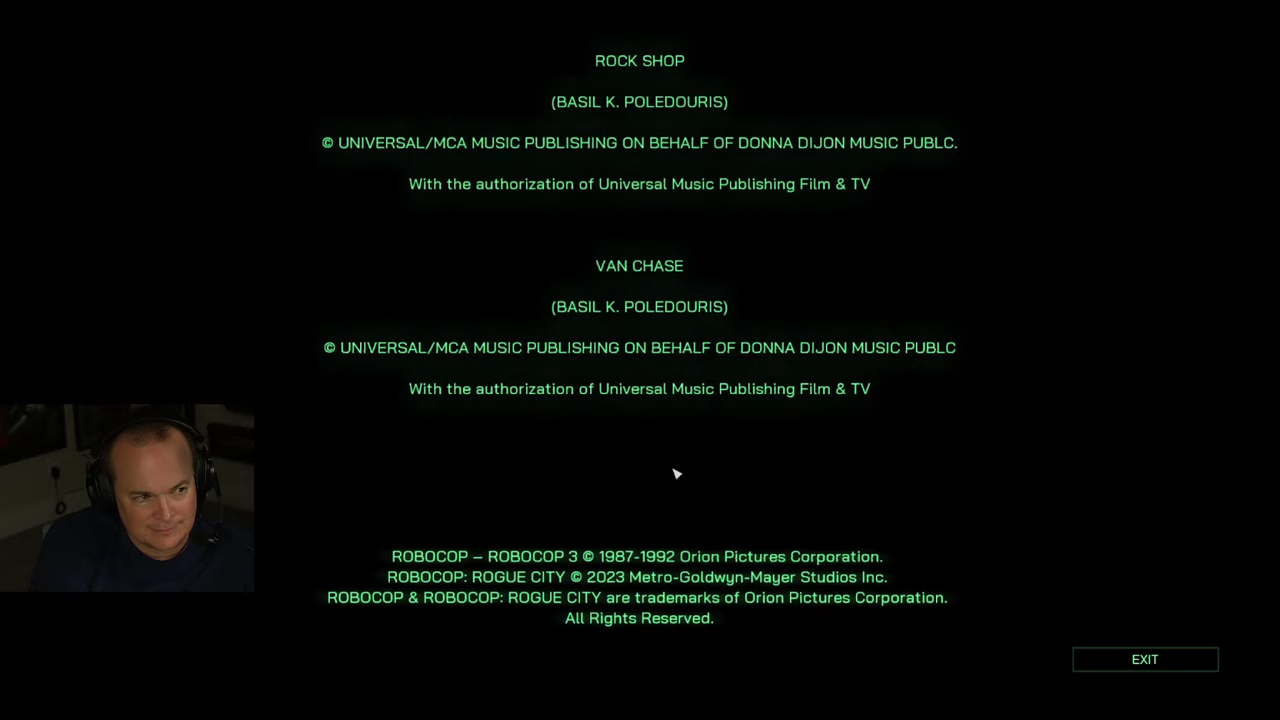 ROCK SHOP
(BASIL K. POLEDOURIS)
© UNIVERSAL/MCA MUSIC PUBLISHING ON BEHALF OF DONNA DIJON MUSIC PUBLC.
With the authorization of Universal Music Publishing Film & TV
VAN CHASE
(BASIL K. POLEDOURIS)
© UNIVERSAL/MCA MUSIC PUBLISHING ON BEHALF OF DONNA DIJON MUSIC PUBLC
With the authorization of Universal Music Publishing Film & TV
ROBOCOP – ROBOCOP 3 © 1987-1992 Orion Pictures Corporation.
ROBOCOP: ROGUE CITY © 2023 Metro-Goldwyn-Mayer Studios Inc.
ROBOCOP & ROBOCOP: ROGUE CITY are trademarks of Orion Pictures Corporation.
All Rights Reserved.
EXIT